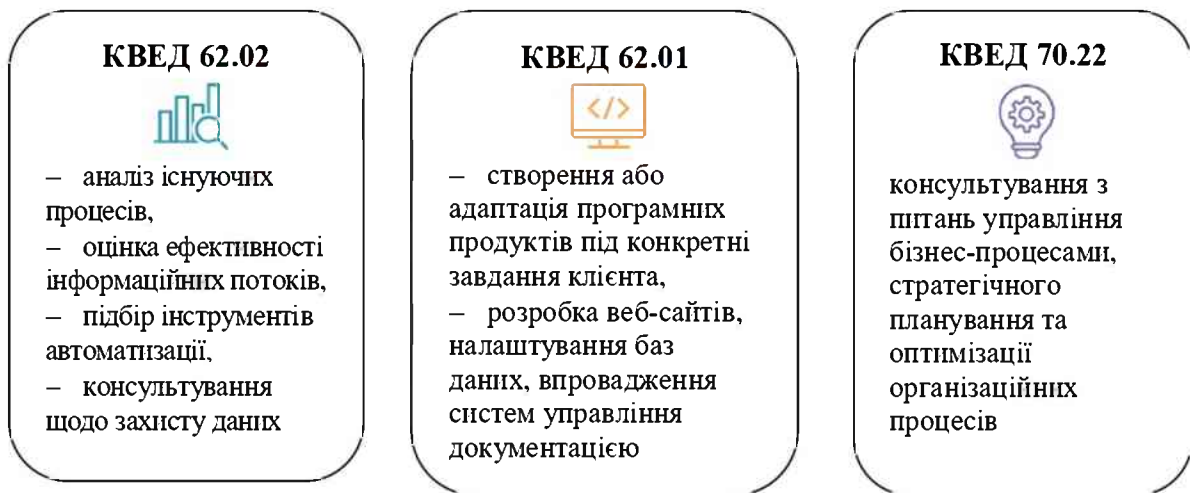 КВЕД 62.02
– аналіз існуючих
процесів,
– оцінка ефективності
інформаційних потоків,
– підбір інструментів
автоматизації,
– консультування
щодо захисту даних
КВЕД 62.01
</>
– створення або
адаптація програмних
продуктів під конкретні
завдання клієнта,
– розробка веб-сайтів,
налаштування баз
даних, впровадження
систем управління
документацією
КВЕД 70.22
консультування з
питань управління
бізнес-процесами,
стратегічного
планування та
оптимізації
організаційних
процесів